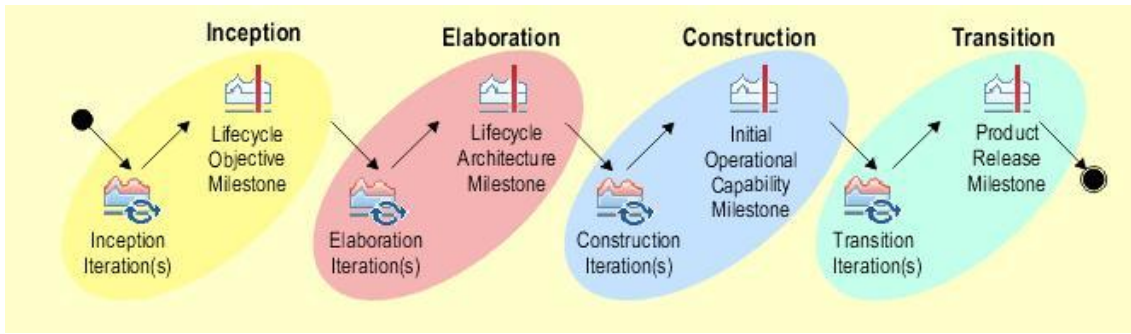 Inception
Elaboration
Construction
Transition
Lifecycle
Objective
Milestone
Inception
Iteration(s)
Lifecycle
Architecture
Milestone
Elaboration
Iteration(s)
Initial
Operational
Capability
Milestone
Construction
Iteration(s)
Product
Release
Milestone
Transition
Iteration(s)